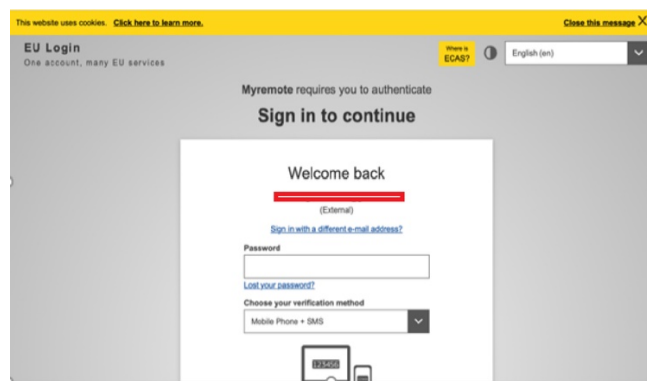 This website uses cookies. Click here to learn more. Close this message X
EU Login
One account, many EU services
Where is
ECAS?
English (en)
Myremote requires you to authenticate
Sign in to continue
Welcome back
(External)
Sign in with a different e-mail address?
Password
Lost your password?
Choose your verification method
Mobile Phone + SMS
123456